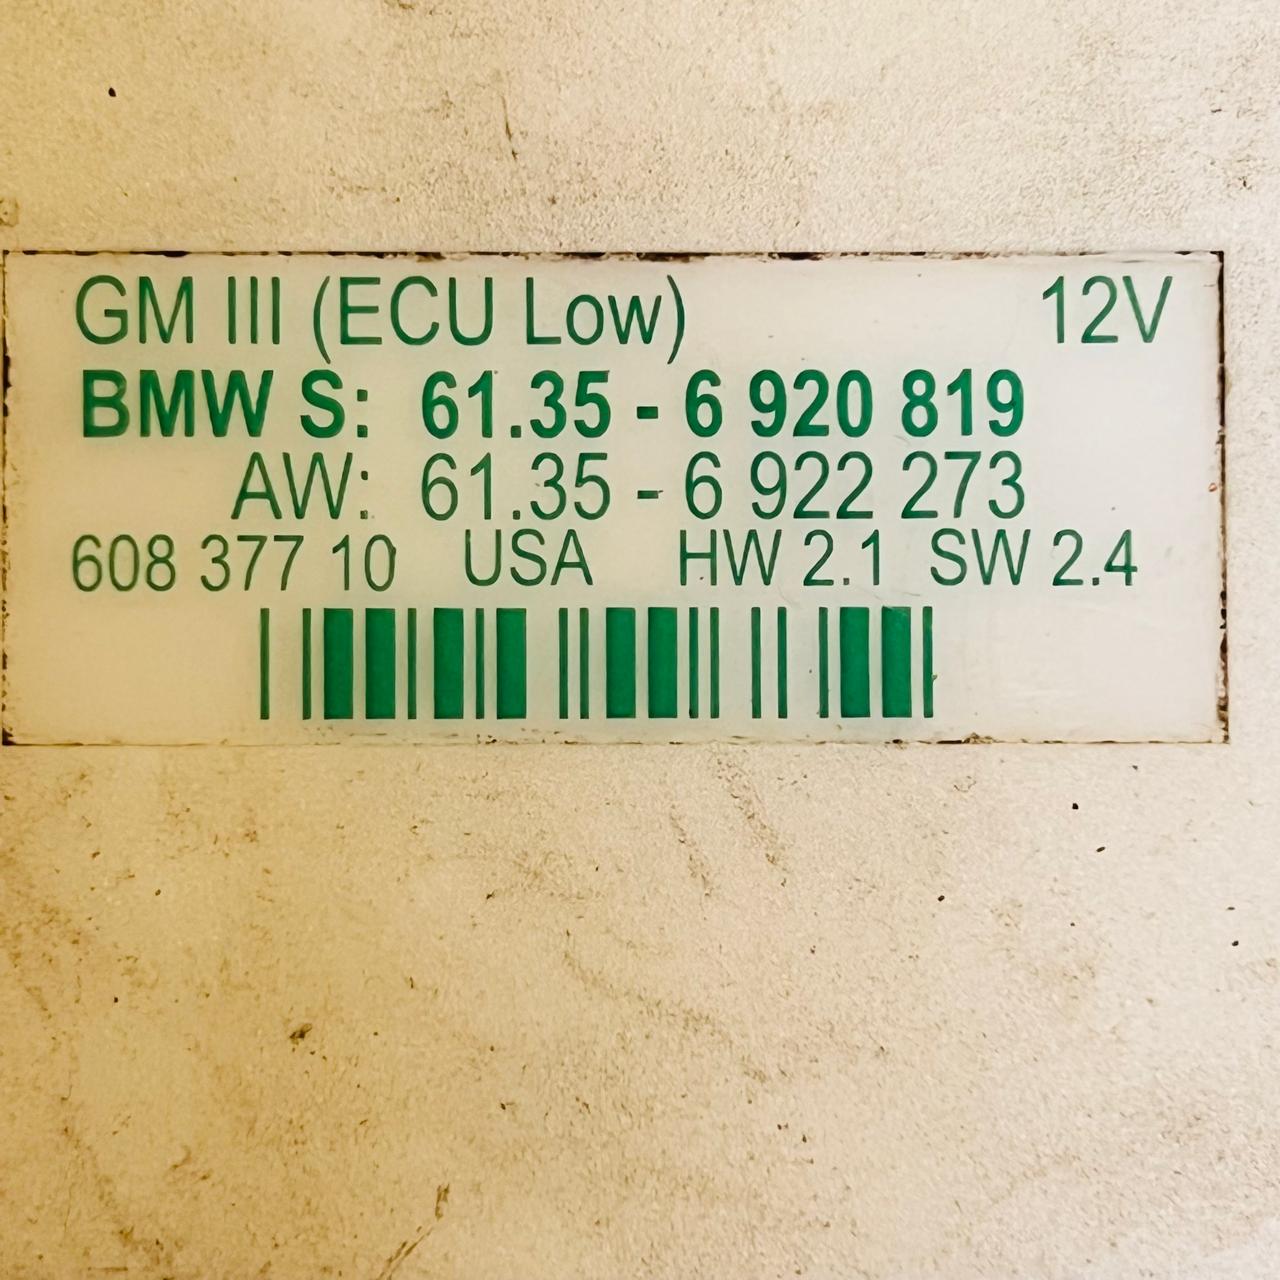 GM III (ECU Low) 12V
BMW S: 61.35 - 6 920 819
AW: 61.35 - 6 922 273
608 377 10 USA HW 2.1 SW 2.4